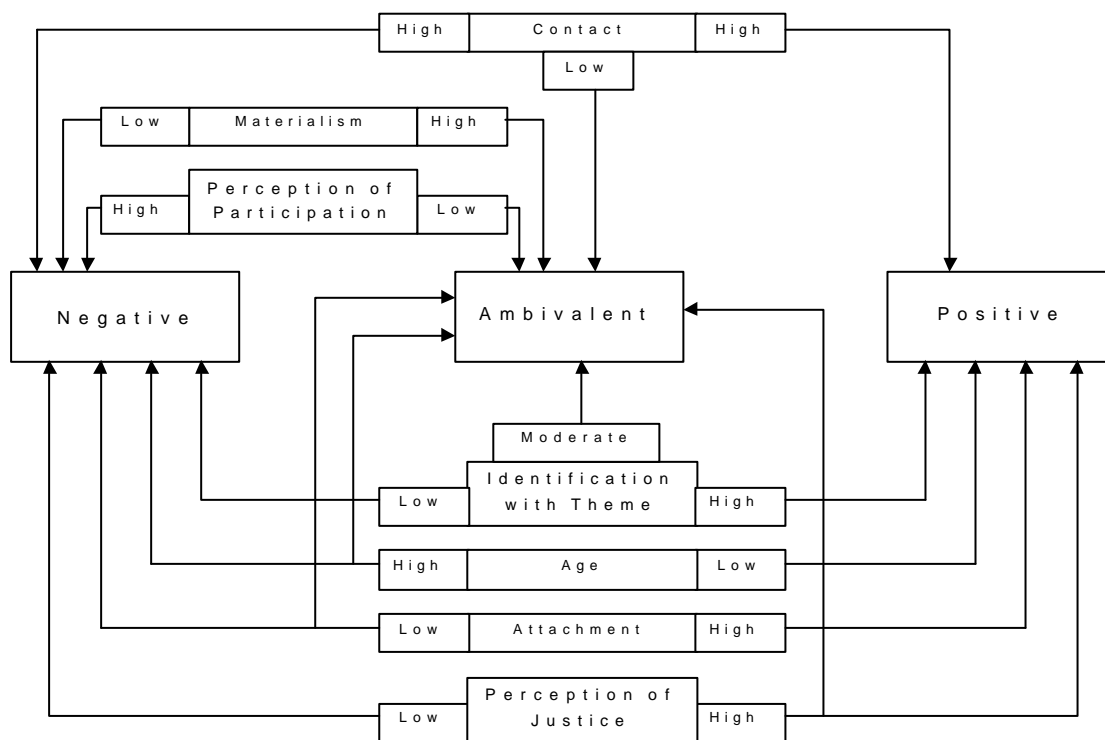 High Contact High
Low
Low Materialism High
Perception of
Participation
High Low
Negative Ambivalent Positive
Moderate
Identification
with Theme
Low High
High Age Low
Low Attachment High
Perception of
Justice
Low High